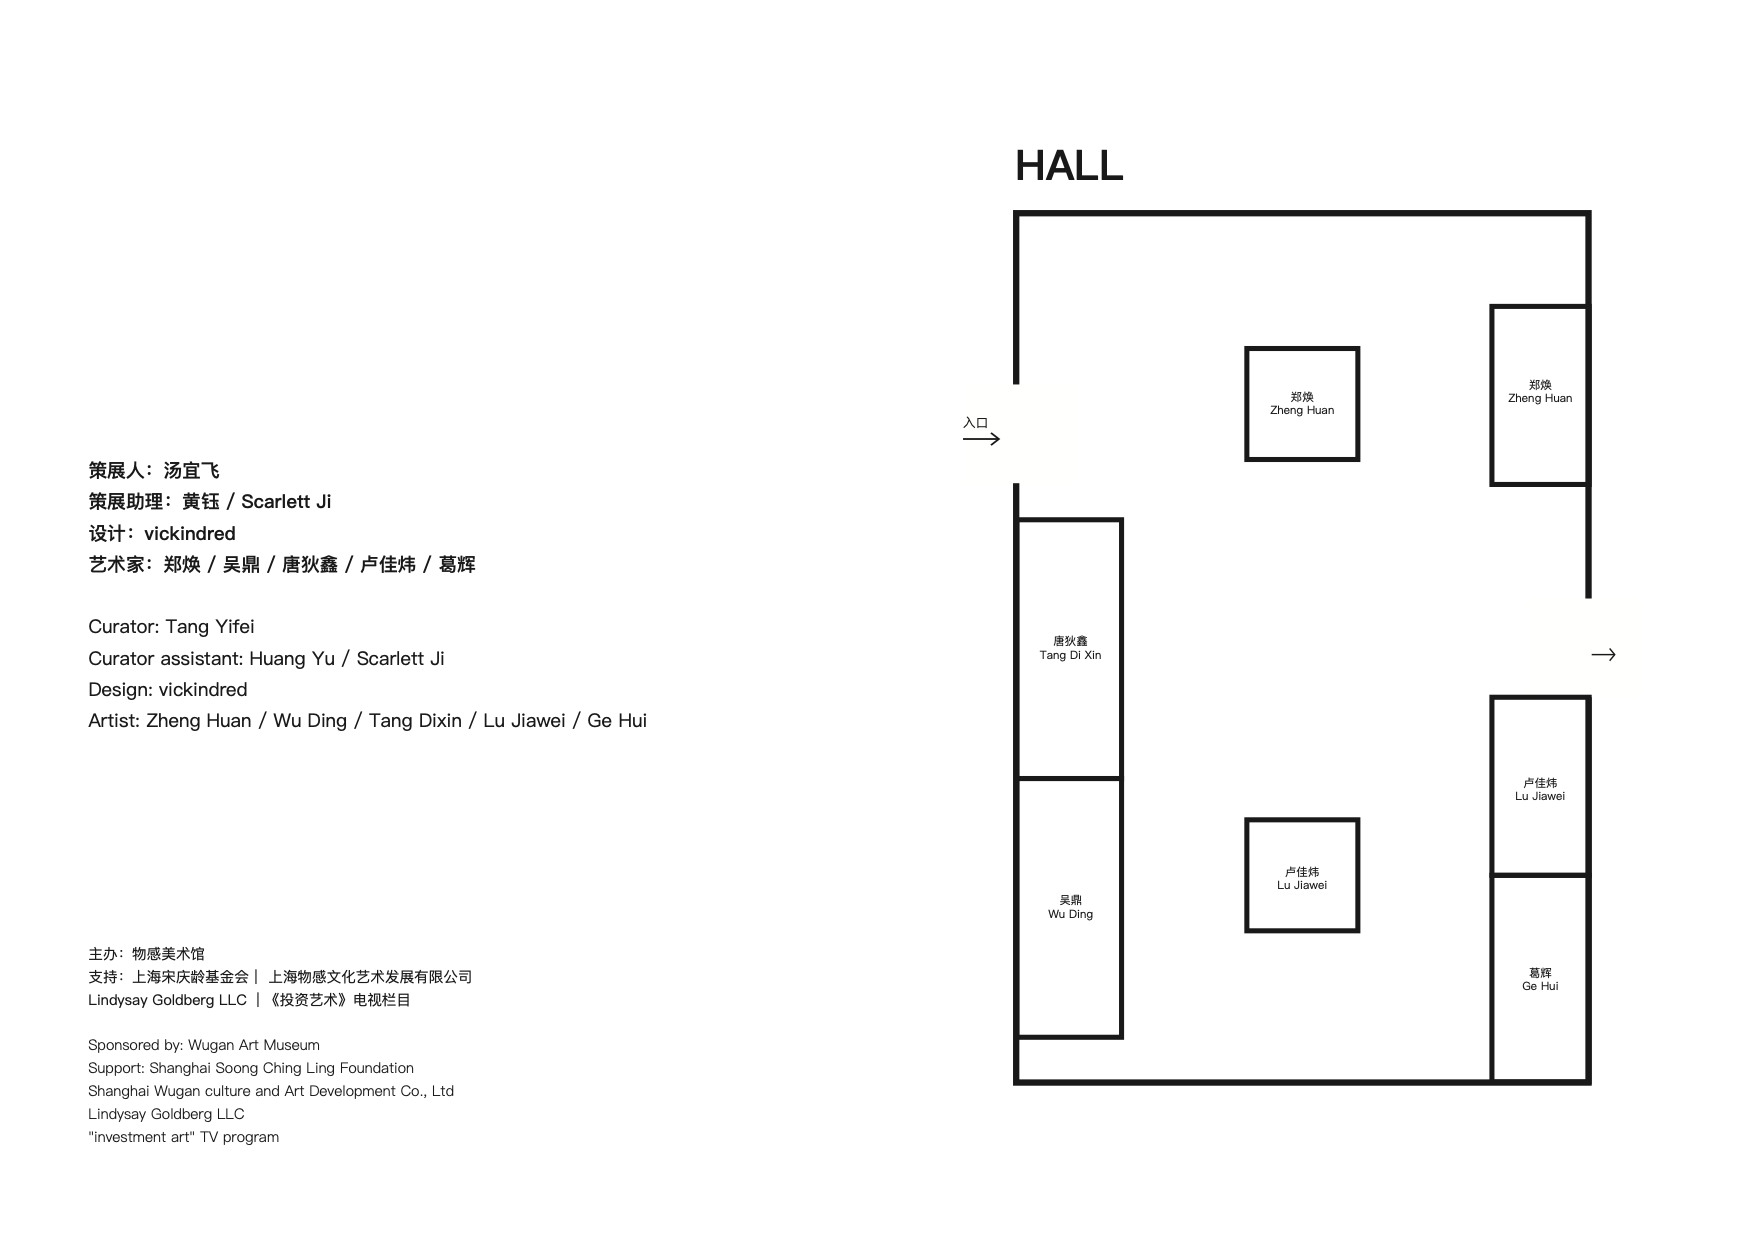 策展人：汤宜飞
策展助理：黄钰 / Scarlett Ji
设计：vickindred
艺术家：郑焕 / 吴鼎 / 唐狄鑫 / 卢佳炜 / 葛辉
Curator: Tang Yifei
Curator assistant: Huang Yu / Scarlett Ji
Design: vickindred
Artist: Zheng Huan / Wu Ding / Tang Dixin / Lu Jiawei / Ge Hui
主办：物感美术馆
支持：上海宋庆龄基金会｜ 上海物感文化艺术发展有限公司
Lindysay Goldberg LLC ｜《投资艺术》电视栏目
Sponsored by: Wugan Art Museum
Support: Shanghai Soong Ching Ling Foundation
Shanghai Wugan culture and Art Development Co., Ltd
Lindysay Goldberg LLC
"investment art" TV program
HALL
入口
郑焕
Zheng Huan
郑焕
Zheng Huan
唐狄鑫
Tang Di Xin
卢佳炜
Lu Jiawei
卢佳炜
Lu Jiawei
吴鼎
Wu Ding
葛辉
Ge Hui